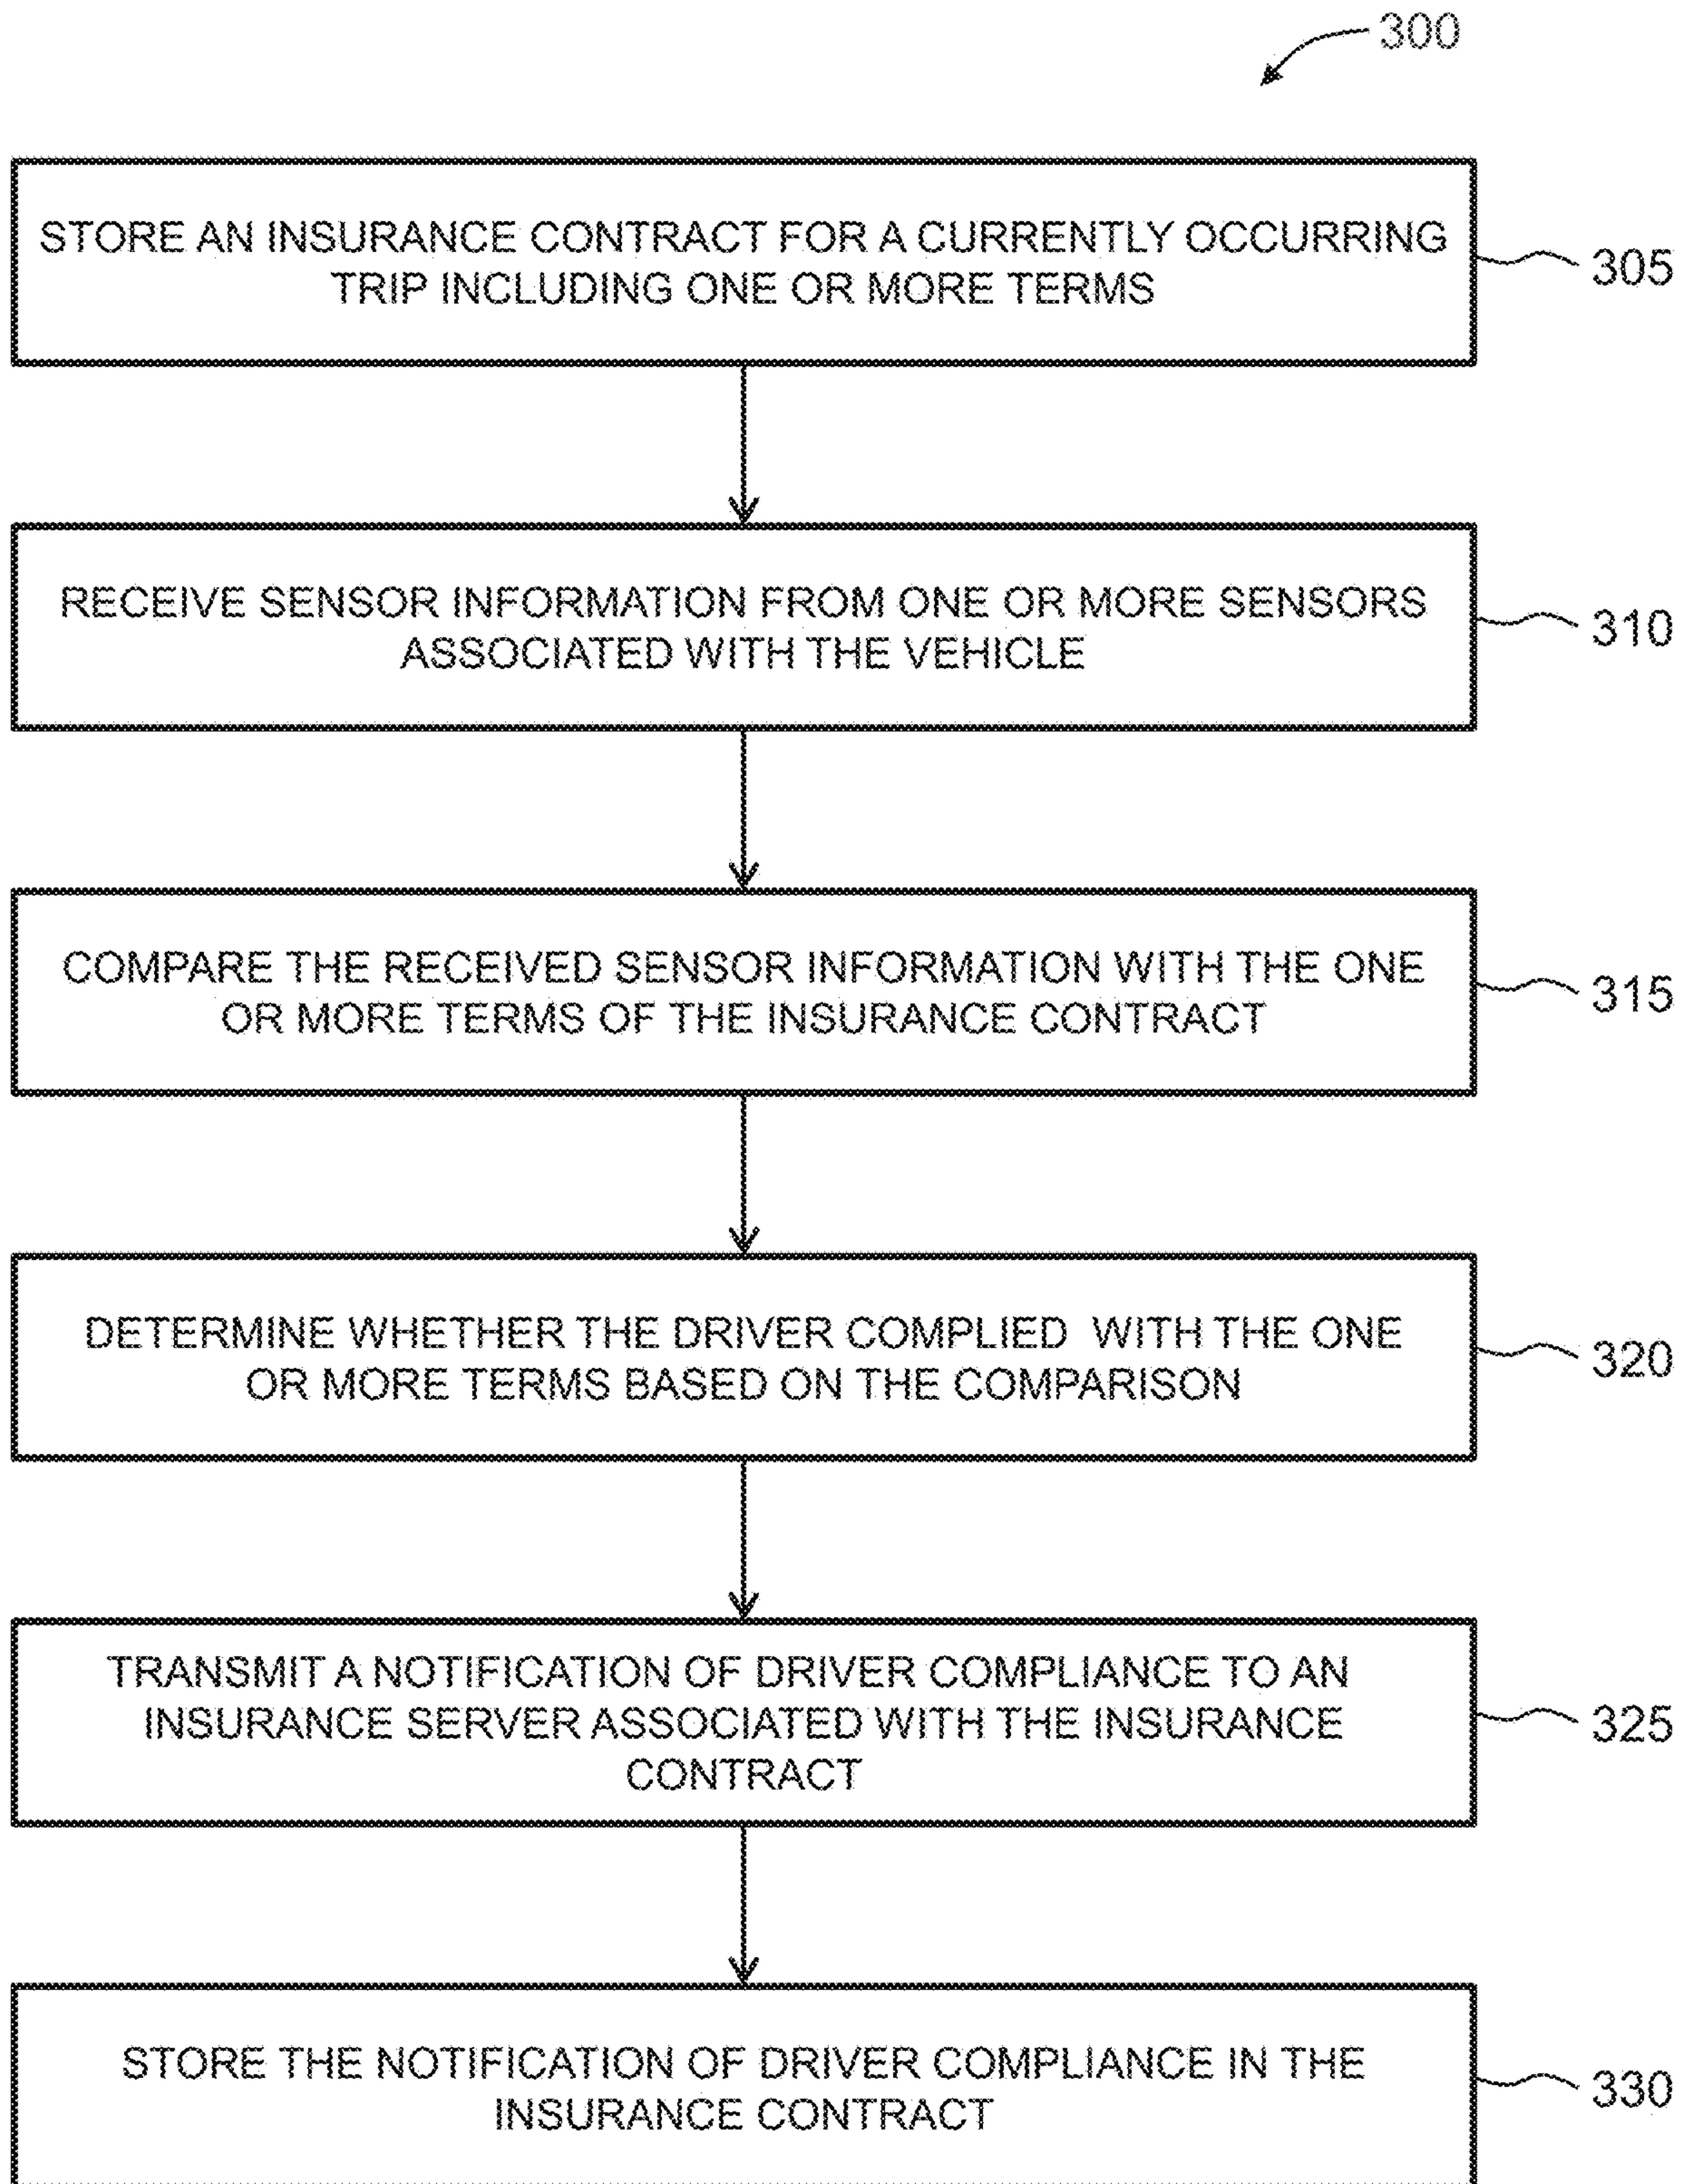 300
STORE AN INSURANCE CONTRACT FOR A CURRENTLY OCCURRING
TRIP INCLUDING ONE OR MORE TERMS
305
RECEIVE SENSOR INFORMATION FROM ONE OR MORE SENSORS
ASSOCIATED WITH THE VEHICLE
310
COMPARE THE RECEIVED SENSOR INFORMATION WITH THE ONE
OR MORE TERMS OF THE INSURANCE CONTRACT
315
DETERMINE WHETHER THE DRIVER COMPLIED WITH THE ONE
OR MORE TERMS BASED ON THE COMPARISON
320
TRANSMIT A NOTIFICATION OF DRIVER COMPLIANCE TO AN
INSURANCE SERVER ASSOCIATED WITH THE INSURANCE
CONTRACT
325
STORE THE NOTIFICATION OF DRIVER COMPLIANCE IN THE
INSURANCE CONTRACT
330